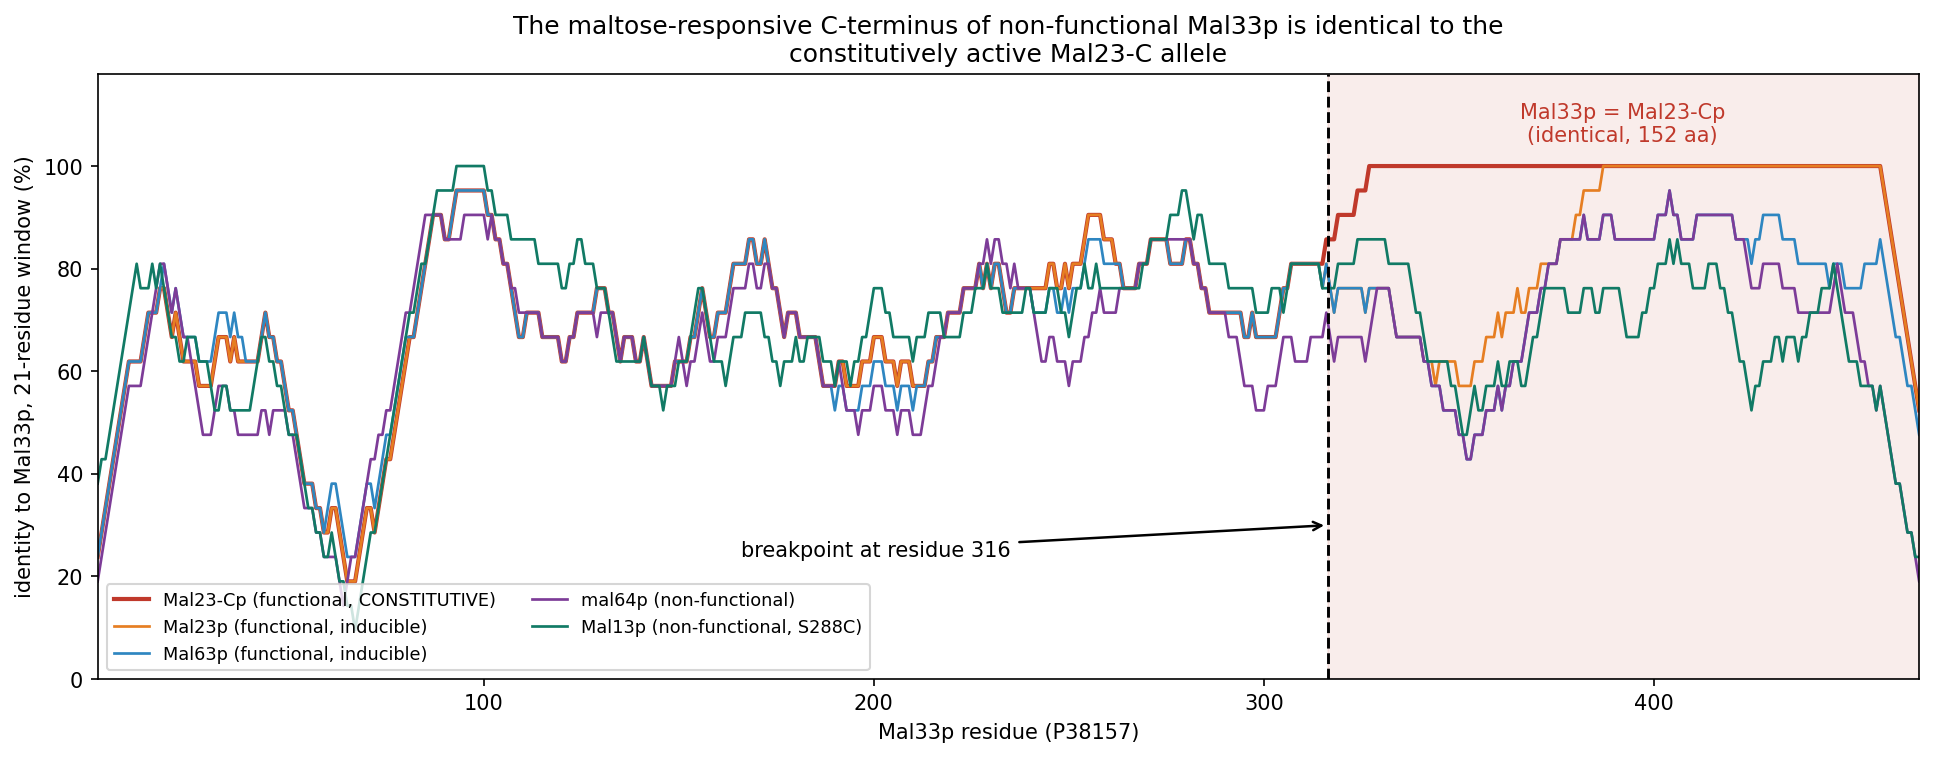 The maltose-responsive C-terminus of non-functional Mal33p is identical to the
constitutively active Mal23-C allele
identity to Mal33p, 21-residue window (%)
100
80
60
40
20
0
Mal33p = Mal23-Cp
(identical, 152 aa)
breakpoint at residue 316
Mal23-Cp (functional, CONSTITUTIVE)
Mal23p (functional, inducible)
Mal63p (functional, inducible)
mal64p (non-functional)
Mal13p (non-functional, S288C)
100
200
300
400
Mal33p residue (P38157)